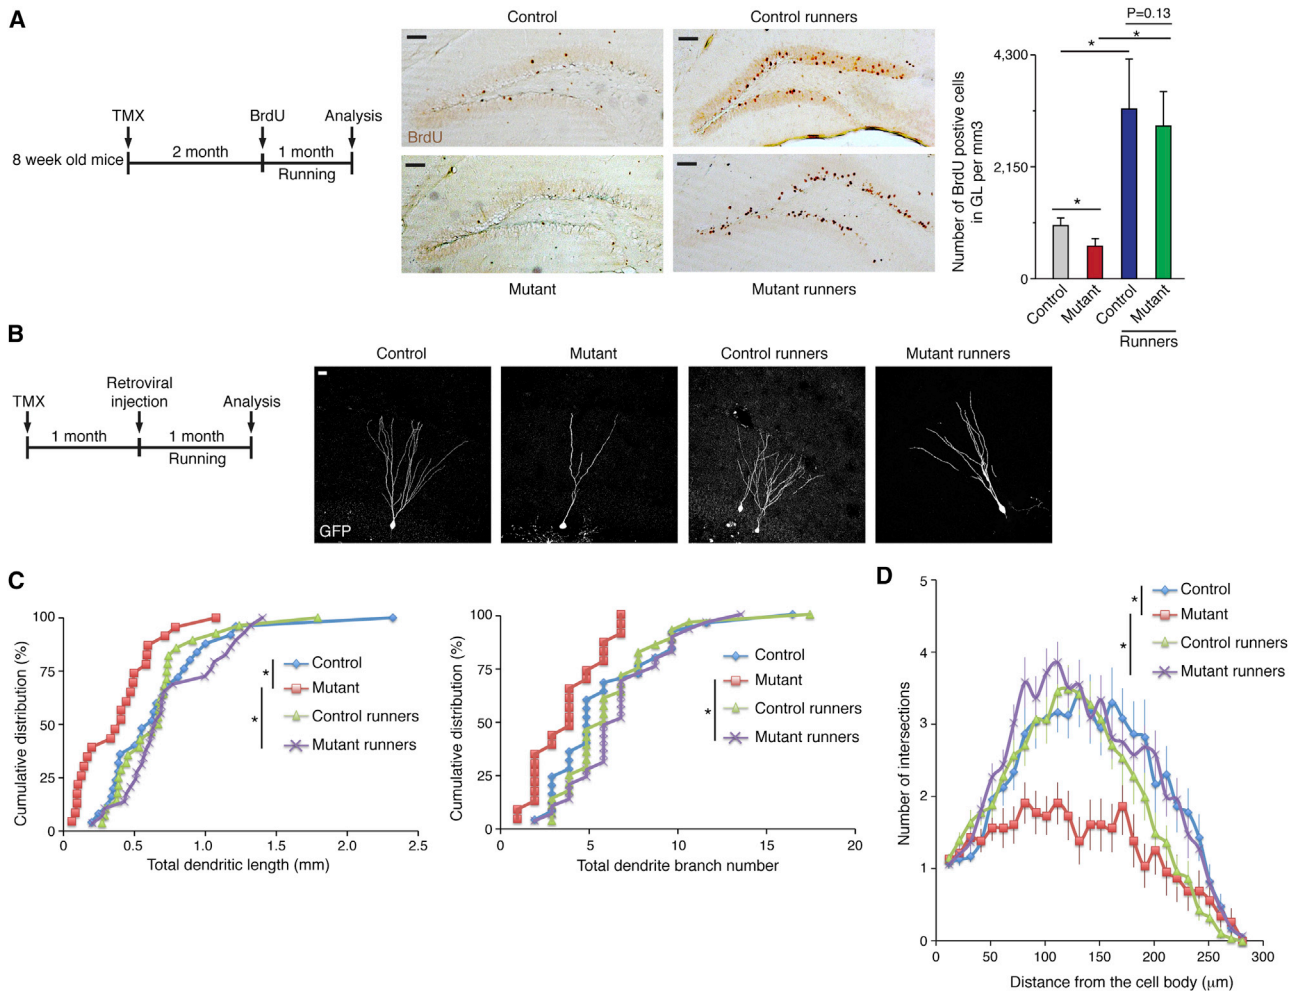 A
Control
Control runners
P=0.13
*
*
4,300
TMX
BrdU
Analysis
8 week old mice
2 month
1 month
Running
BrdU
Number of BrdU postive cells
in GL per mm3
2,150
*
0
Mutant
Mutant runners
Control
Mutant
Control
Mutant
Runners
B
Control
Mutant
Control runners
Mutant runners
TMX
Retroviral
injection
Analysis
1 month
1 month
Running
GFP
C
Cumulative distribution (%)
100
75
50
25
0
0
0.5
1.0
1.5
2.0
2.5
Total dendritic length (mm)
Control
* Mutant
* Control runners
Mutant runners
Cumulative distribution (%)
100
75
50
25
0
0
5
10
15
20
Total dendrite branch number
Control
Mutant
* Control runners
Mutant runners
D
Number of intersections
5
4
3
2
1
0
0
50
100
150
200
250
300
Distance from the cell body (μm)
Control
* Mutant
* Control runners
Mutant runners